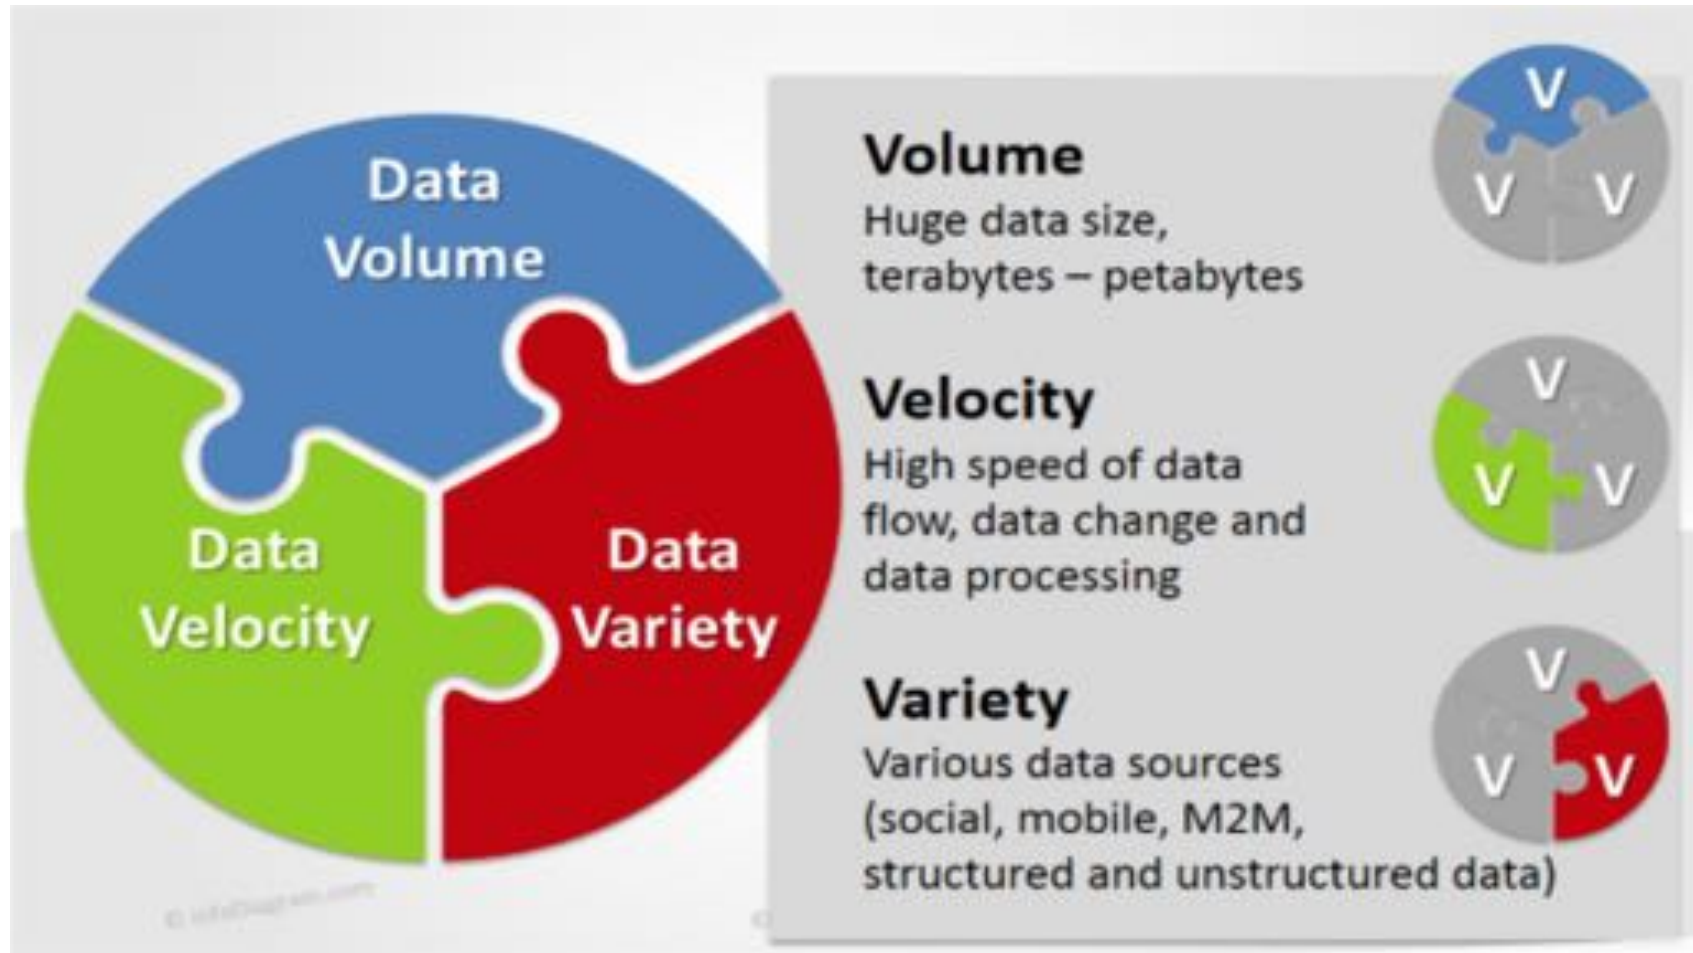 Data
Volume
Data
Velocity
Data
Variety
Volume
Huge data size,
terabytes – petabytes
V
V V
Velocity
High speed of data
flow, data change and
data processing
V
V V
Variety
Various data sources
(social, mobile, M2M,
structured and unstructured data)
V
V V